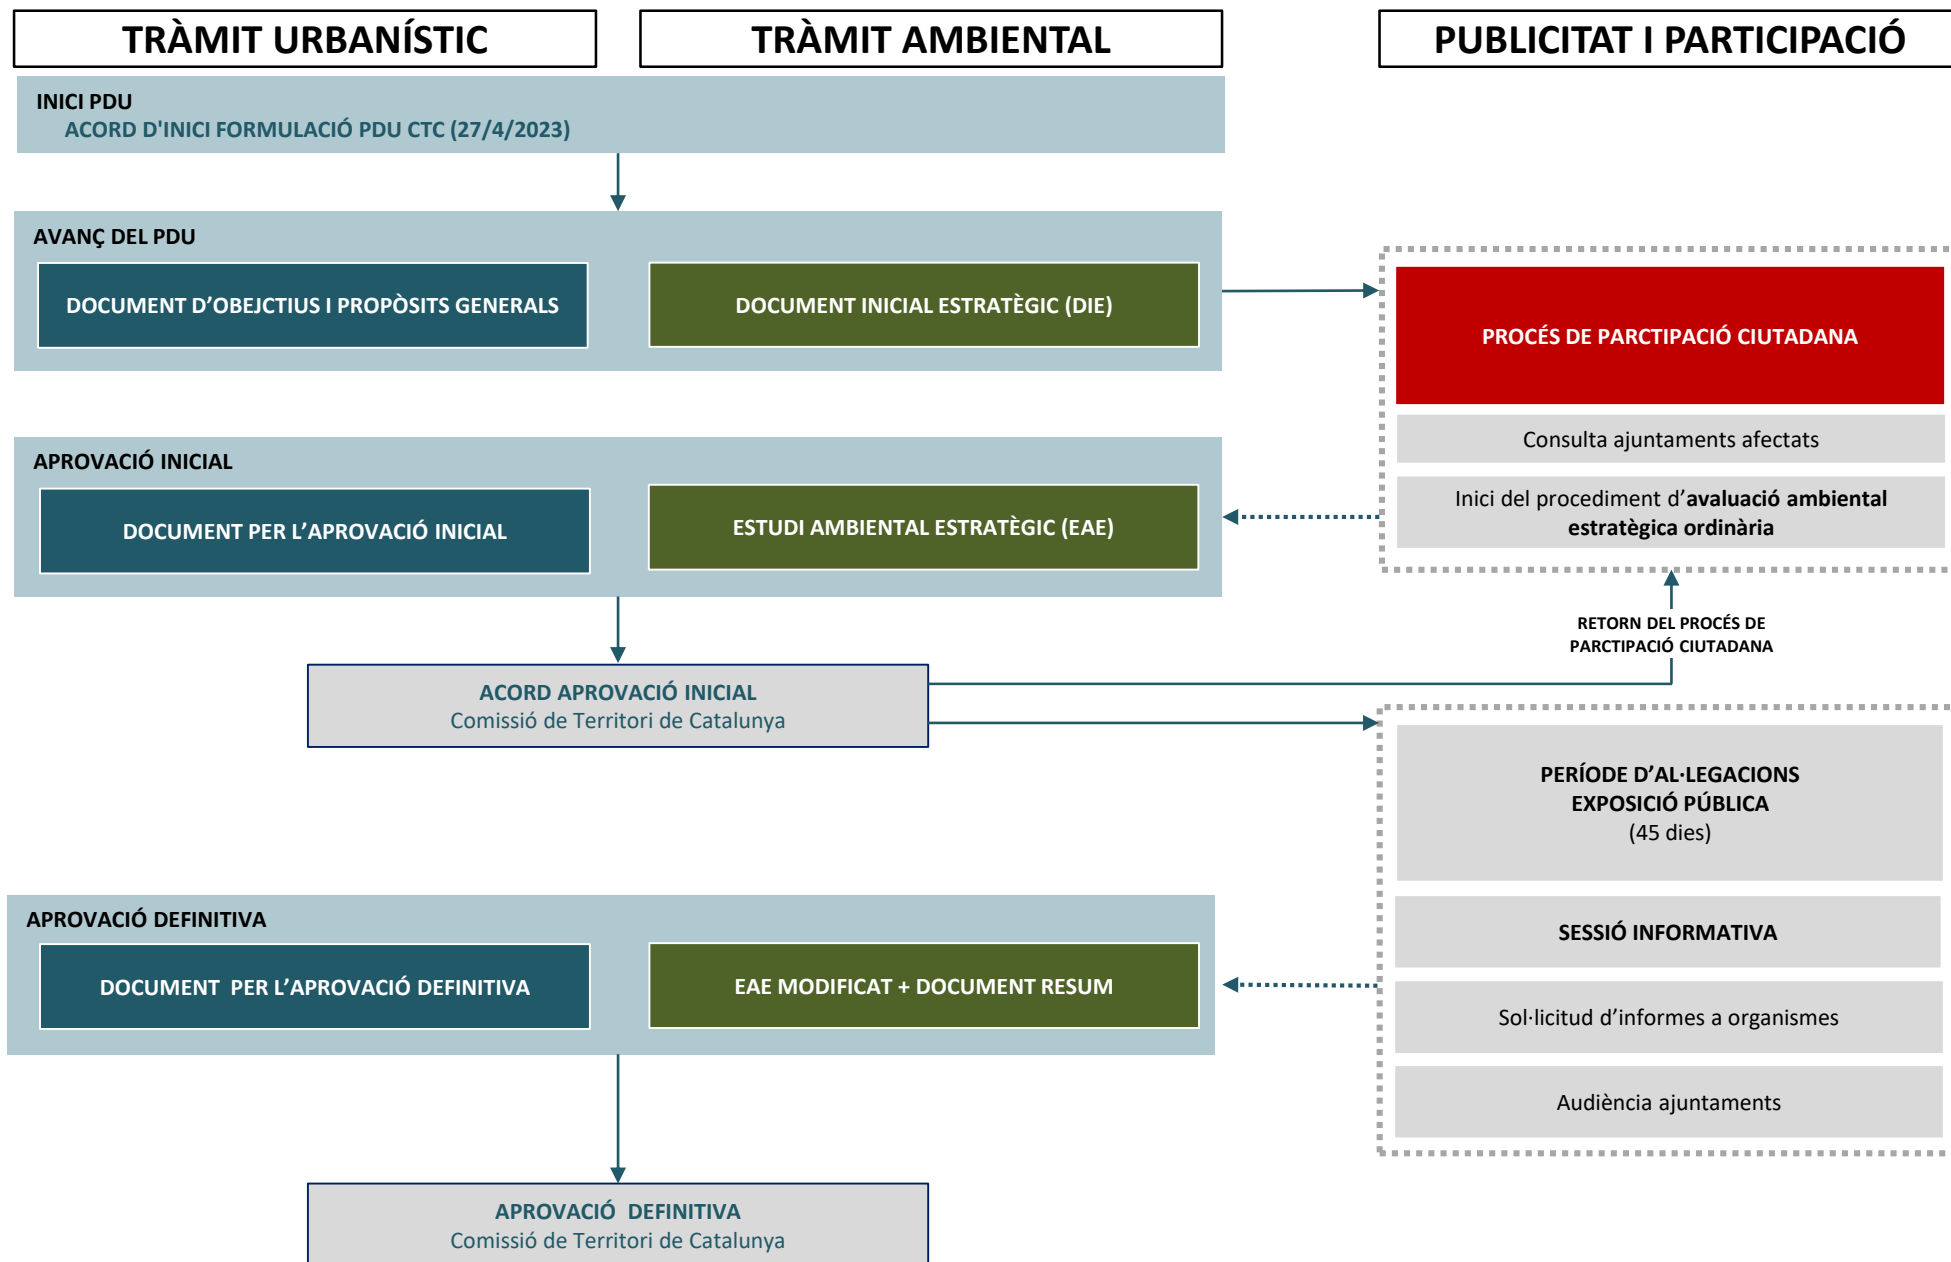 TRÀMIT URBANÍSTIC
TRÀMIT AMBIENTAL
PUBLICITAT I PARTICIPACIÓ
INICI PDU
ACORD D'INICI FORMULACIÓ PDU CTC (27/4/2023)
AVANÇ DEL PDU
DOCUMENT D’OBEJCTIUS I PROPÒSITS GENERALS
DOCUMENT INICIAL ESTRATÈGIC (DIE)
PROCÉS DE PARCTIPACIÓ CIUTADANA
Consulta ajuntaments afectats
Inici del procediment d’avaluació ambiental
estratègica ordinària
APROVACIÓ INICIAL
DOCUMENT PER L’APROVACIÓ INICIAL
ESTUDI AMBIENTAL ESTRATÈGIC (EAE)
RETORN DEL PROCÉS DE
PARCTIPACIÓ CIUTADANA
ACORD APROVACIÓ INICIAL
Comissió de Territori de Catalunya
PERÍODE D’AL·LEGACIONS
EXPOSICIÓ PÚBLICA
(45 dies)
SESSIÓ INFORMATIVA
Sol·licitud d’informes a organismes
Audiència ajuntaments
APROVACIÓ DEFINITIVA
DOCUMENT  PER L’APROVACIÓ DEFINITIVA
EAE MODIFICAT + DOCUMENT RESUM
APROVACIÓ  DEFINITIVA
Comissió de Territori de Catalunya